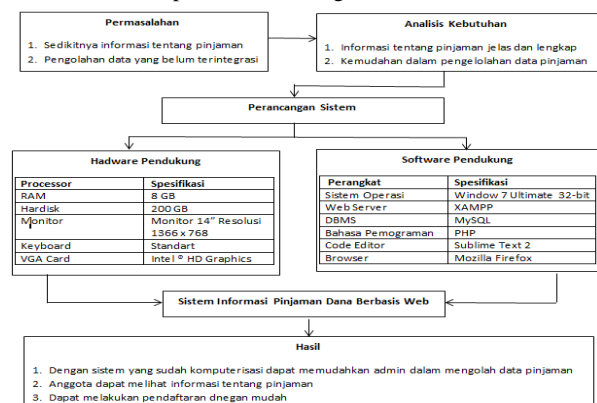 Permasalahan
1. Sedikitnya informasi tentang pinjaman
2. Pengolahan data yang belum terintegrasi
Analisis Kebutuhan
1. Informasi tentang pinjaman jelas dan lengkap
2. Kemudahan dalam pengelolahan data pinjaman
Perancangan Sistem
Hadware Pendukung
Processor Spesifikasi
RAM 8 GB
Hardisk 200 GB
Monitor Monitor 14” Resolusi
1366 x 768
Keyboard Standart
VGA Card Intel ® HD Graphics
Software Pendukung
Perangkat Spesifikasi
Sistem Operasi Window 7 Ultimate 32-bit
Web Server XAMPP
DBMS MySQL
Bahasa Pemograman PHP
Code Editor Sublime Text 2
Browser Mozilla Firefox
Sistem Informasi Pinjaman Dana Berbasis Web
Hasil
1. Dengan sistem yang sudah komputerisasi dapat memudahkan admin dalam mengolah data pinjaman
2. Anggota dapat melihat informasi tentang pinjaman
3. Dapat melakukan pendaftaran dnegan mudah